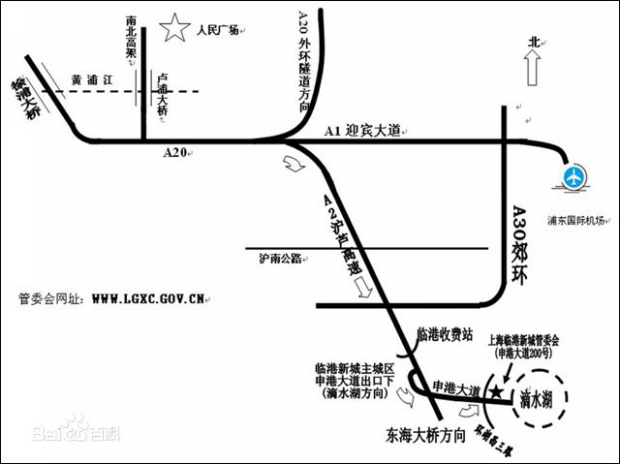 人民广场
南北高架
A20外环隧道方向
北
黄浦江
卢浦大桥
徐浦大桥
A1 迎宾大道
A20
浦东国际机场
A2沪芦高速
A30郊环
沪南公路
管委会网址：WWW.LGXC.GOV.CN
临港收费站
上海临港新城管委会
(申港大道200号)
临港新城主城区
申港大道出口下
(滴水湖方向)
申港大道
滴水湖
环湖西三路
东海大桥方向
Baidu百科